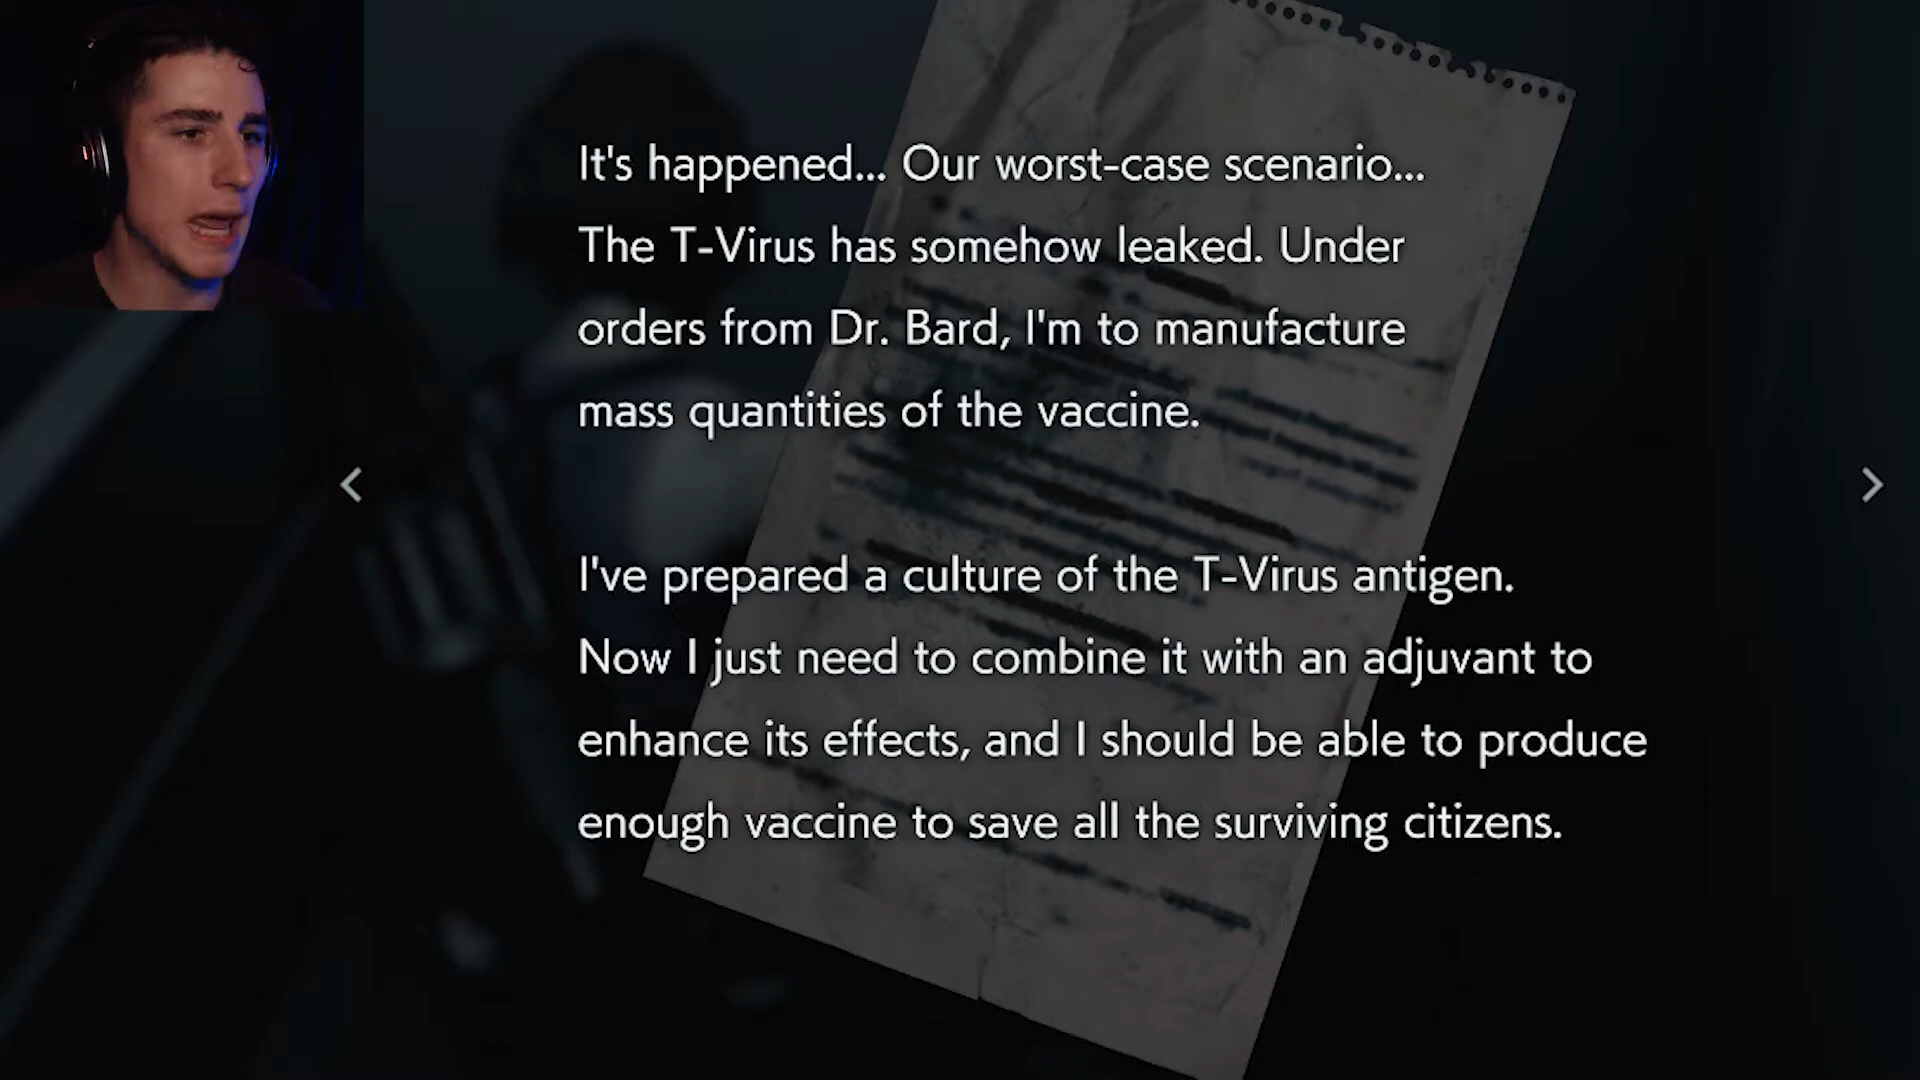 It's happened... Our worst-case scenario...
The T-Virus has somehow leaked. Under
orders from Dr. Bard, I'm to manufacture
mass quantities of the vaccine.
I've prepared a culture of the T-Virus antigen.
Now I just need to combine it with an adjuvant to
enhance its effects, and I should be able to produce
enough vaccine to save all the surviving citizens.